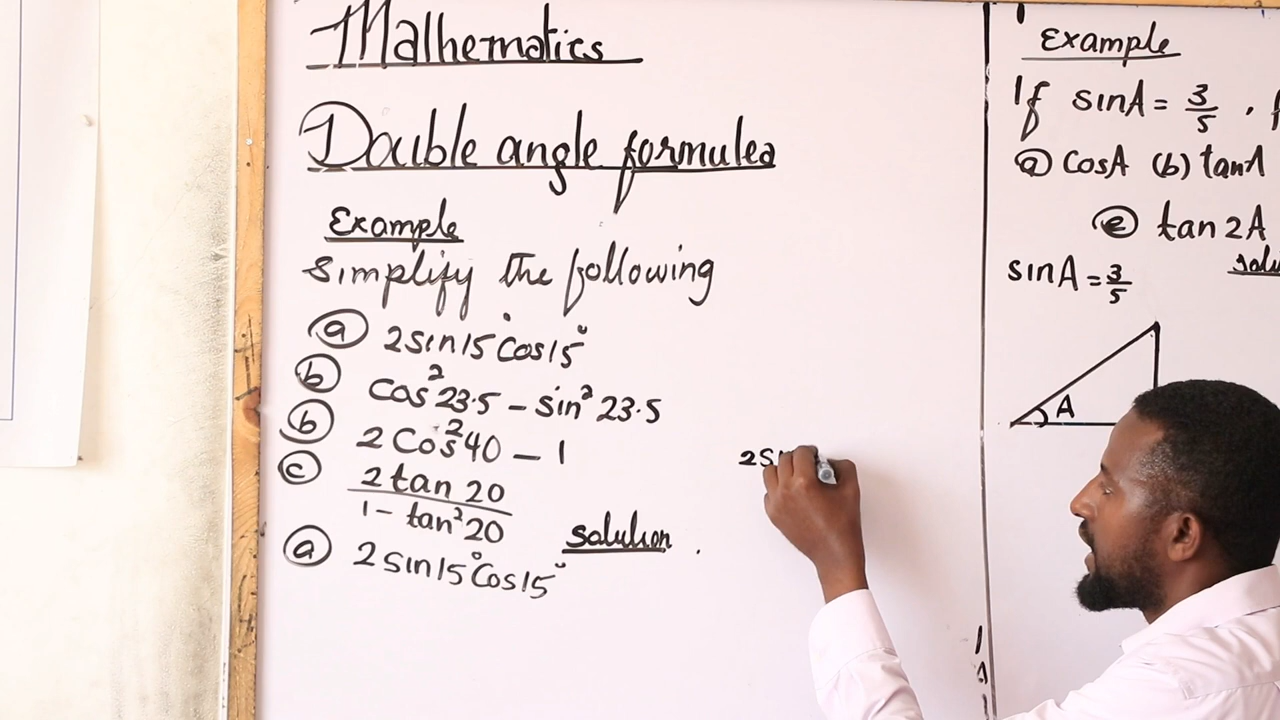 Mathematics
Double angle formulea
Example
Simplify the following
(a) 2sin15° cos15°
(b) Cos² 23.5 – sin² 23.5
(b) 2 Cos² 40 – 1
(c) 2 tan 20
1 – tan² 20
solution
(a) 2 sin15° Cos15°
Example
If sinA = 3/5 ,
(a) CosA (b) tanA
(e) tan 2A
sinA = 3/5
A